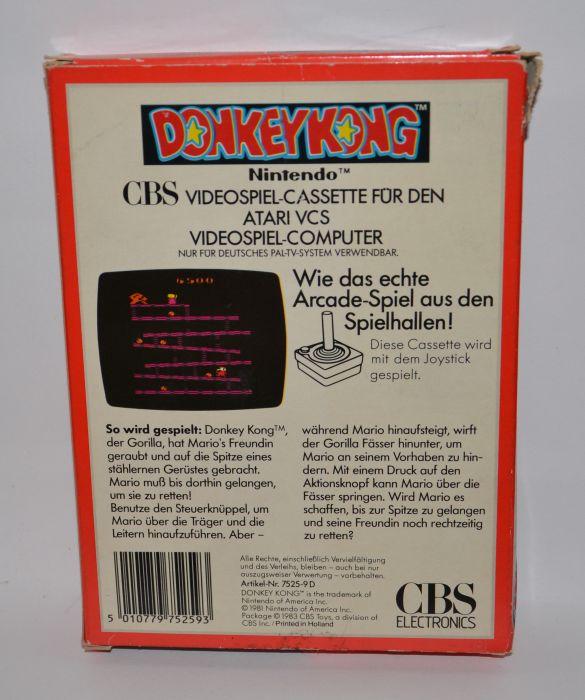 DONKEY KONG™
Nintendo™
CBS VIDEOSPIEL-CASSETTE FÜR DEN
ATARI VCS
VIDEOSPIEL-COMPUTER
NUR FÜR DEUTSCHES PAL-TV-SYSTEM VERWENDBAR.
6500
Wie das echte
Arcade-Spiel aus den
Spielhallen!
Diese Cassette wird
mit dem Joystick
gespielt.
So wird gespielt: Donkey Kong™,
der Gorilla, hat Mario's Freundin
geraubt und auf die Spitze eines
stählernen Gerüstes gebracht.
Mario muß bis dorthin gelangen,
um sie zu retten!
Benutze den Steuerknüppel, um
Mario über die Träger und die
Leitern hinaufzuführen. Aber –
während Mario hinaufsteigt, wirft
der Gorilla Fässer hinunter, um
Mario an seinem Vorhaben zu hin-
dern. Mit einem Druck auf den
Aktionsknopf kann Mario über die
Fässer springen. Wird Mario es
schaffen, bis zur Spitze zu gelangen
und seine Freundin noch rechtzeitig
zu retten?
5 010779 752593
Alle Rechte, einschließlich Vervielfältigung
und des Verleihs, bleiben – auch bei nur
auszugsweiser Verwertung – vorbehalten.
Artikel-Nr. 7525-9 D
DONKEY KONG™ is the trademark of
Nintendo of America Inc.
© 1981 Nintendo of America Inc.
Package © 1983 CBS Toys, a division of
CBS Inc./Printed in Holland
CBS
ELECTRONICS